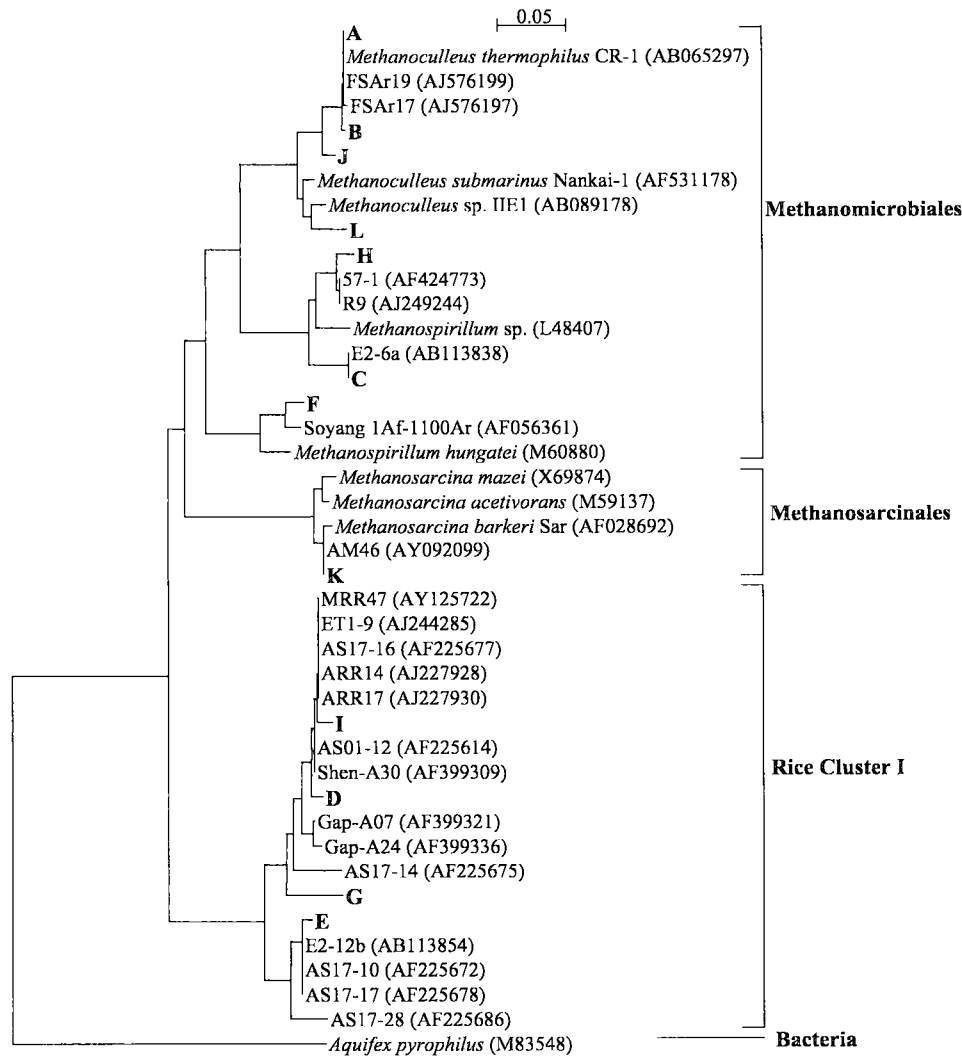 0.05
A
Methanoculleus thermophilus CR-1 (AB065297)
FSAr19 (AJ576199)
FSAr17 (AJ576197)
B
J
Methanoculleus submarinus Nankai-1 (AF531178)
Methanoculleus sp. IIE1 (AB089178)
L
Methanomicrobiales
H
57-1 (AF424773)
R9 (AJ249244)
Methanospirillum sp. (L48407)
E2-6a (AB113838)
C
F
Soyang 1Af-1100Ar (AF056361)
Methanospirillum hungatei (M60880)
Methanosarcina mazei (X69874)
Methanosarcina acetivorans (M59137)
Methanosarcinales
Methanosarcina barkeri Sar (AF028692)
AM46 (AY092099)
K
MRR47 (AY125722)
ET1-9 (AJ244285)
AS17-16 (AF225677)
ARR14 (AJ227928)
ARR17 (AJ227930)
I
AS01-12 (AF225614)
Shen-A30 (AF399309)
Rice Cluster I
D
Gap-A07 (AF399321)
Gap-A24 (AF399336)
AS17-14 (AF225675)
G
E
E2-12b (AB113854)
AS17-10 (AF225672)
AS17-17 (AF225678)
AS17-28 (AF225686)
Bacteria
Aquifex pyrophilus (M83548)